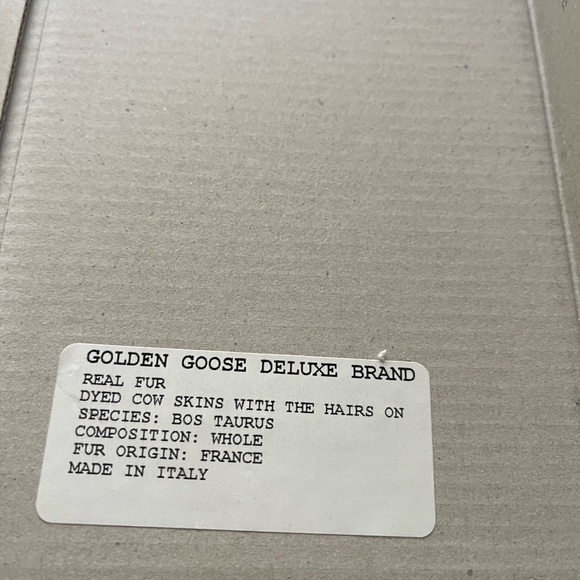 GOLDEN GOOSE DELUXE BRAND
REAL FUR
DYED COW SKINS WITH THE HAIRS ON
SPECIES: BOS TAURUS
COMPOSITION: WHOLE
FUR ORIGIN: FRANCE
MADE IN ITALY